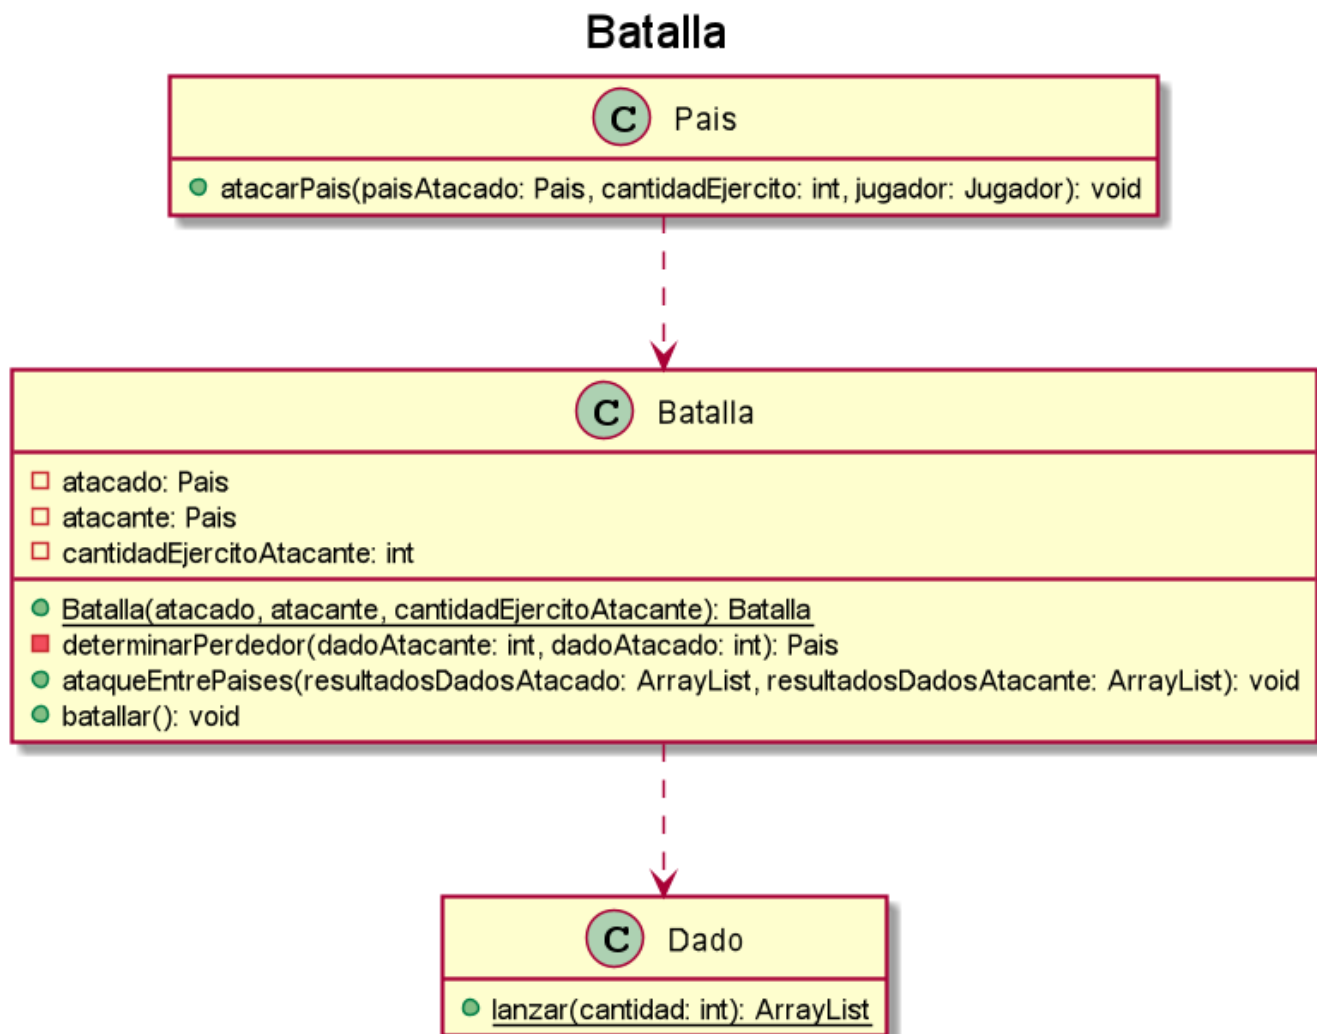 Batalla
C Pais
atacarPais(paisAtacado: Pais, cantidadEjercito: int, jugador: Jugador): void
C Batalla
atacado: Pais
atacante: Pais
cantidadEjercitoAtacante: int
Batalla(atacado, atacante, cantidadEjercitoAtacante): Batalla
determinarPerdedor(dadoAtacante: int, dadoAtacado: int): Pais
ataqueEntrePaises(resultadosDadosAtacado: ArrayList, resultadosDadosAtacante: ArrayList): void
batallar(): void
C Dado
lanzar(cantidad: int): ArrayList